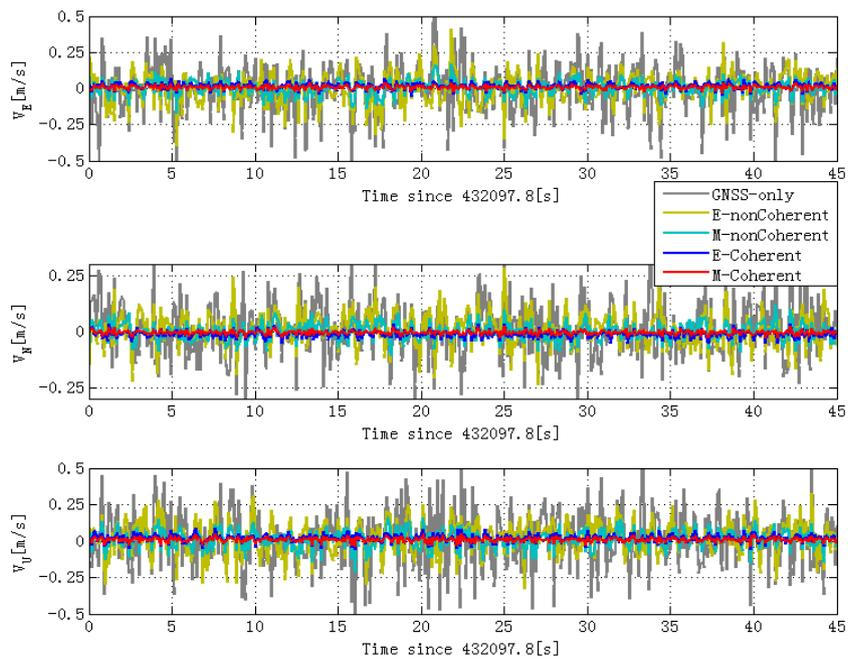 0.5
0.25
0
-0.25
-0.5
V_E[m/s]
0 5 10 15 20 25 30 35 40 45
Time since 432097.8[s]
GNSS-only
E-nonCoherent
M-nonCoherent
E-Coherent
M-Coherent
0.25
0
-0.25
V_N[m/s]
0 5 10 15 20 25 30 35 40 45
Time since 432097.8[s]
0.5
0.25
0
-0.25
-0.5
V_U[m/s]
0 5 10 15 20 25 30 35 40 45
Time since 432097.8[s]